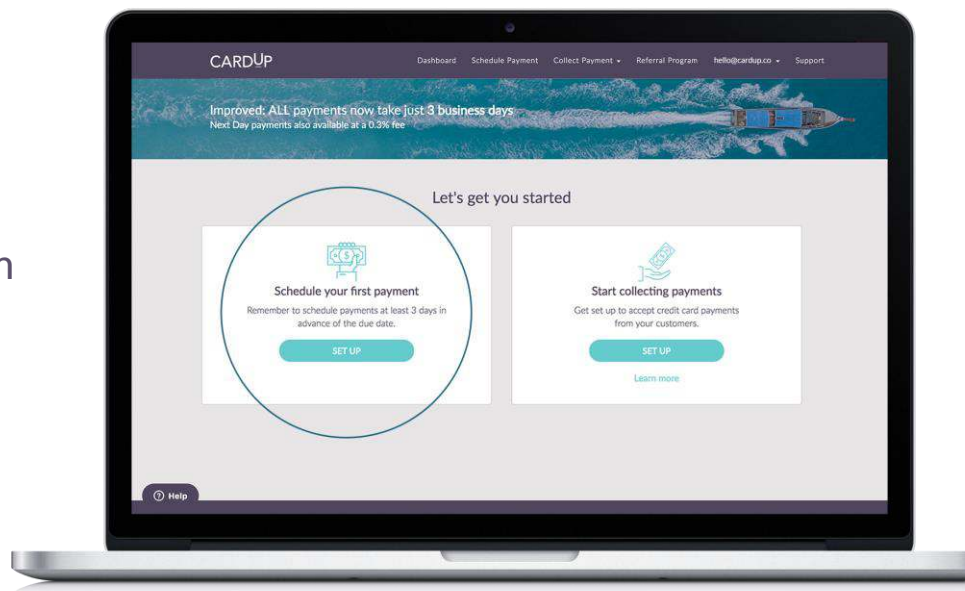 CARDUP
Dashboard Schedule Payment Collect Payment Referral Program hello@cardup.co Support
Improved: ALL payments now take just 3 business days
Next Day payments also available at a 0.3% fee
Let's get you started
n
$
Schedule your first payment
Remember to schedule payments at least 3 days in
advance of the due date.
SET UP
Start collecting payments
Get set up to accept credit card payments
from your customers.
SET UP
Learn more
? Help